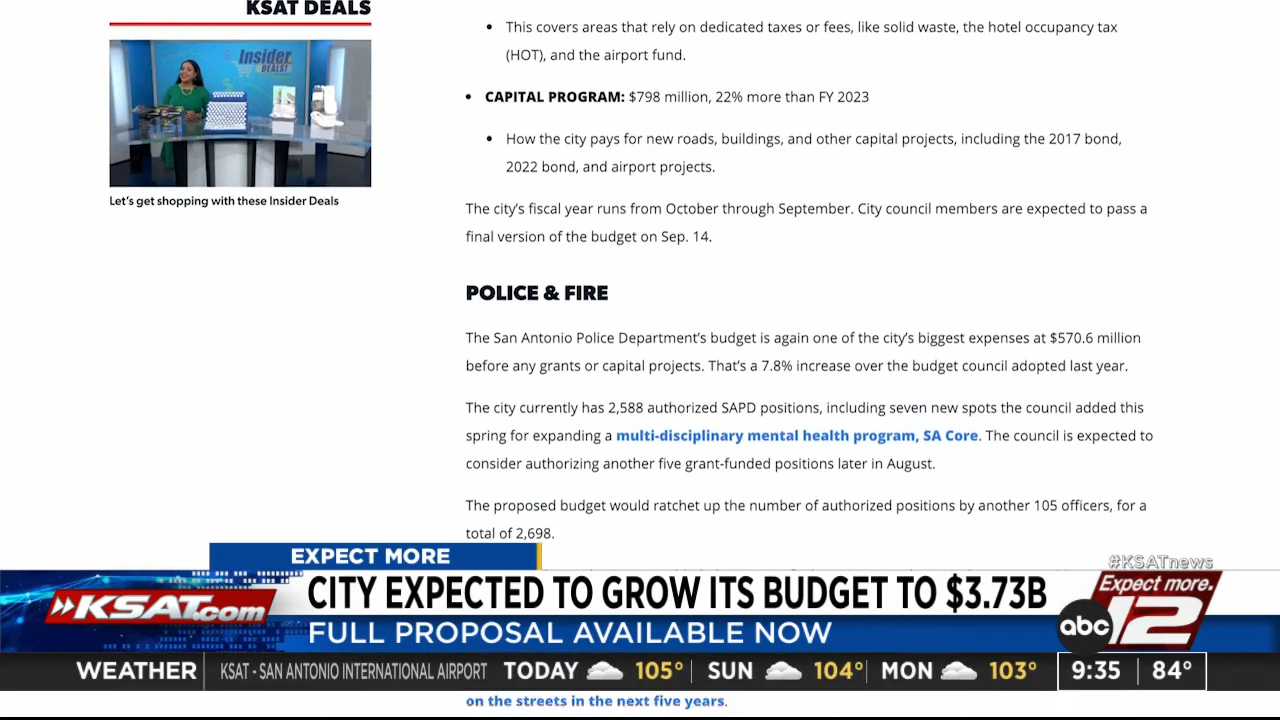 KSAT DEALS
Insider
DEALS!
Let's get shopping with these Insider Deals
• This covers areas that rely on dedicated taxes or fees, like solid waste, the hotel occupancy tax
(HOT), and the airport fund.
• CAPITAL PROGRAM: $798 million, 22% more than FY 2023
• How the city pays for new roads, buildings, and other capital projects, including the 2017 bond,
2022 bond, and airport projects.
The city's fiscal year runs from October through September. City council members are expected to pass a
final version of the budget on Sep. 14.
POLICE & FIRE
The San Antonio Police Department's budget is again one of the city's biggest expenses at $570.6 million
before any grants or capital projects. That's a 7.8% increase over the budget council adopted last year.
The city currently has 2,588 authorized SAPD positions, including seven new spots the council added this
spring for expanding a multi-disciplinary mental health program, SA Core. The council is expected to
consider authorizing another five grant-funded positions later in August.
The proposed budget would ratchet up the number of authorized positions by another 105 officers, for a
total of 2,698.
EXPECT MORE
#KSATnews
KSAT.com
CITY EXPECTED TO GROW ITS BUDGET TO $3.73B
FULL PROPOSAL AVAILABLE NOW
Expect more.
abc 12
WEATHER KSAT - SAN ANTONIO INTERNATIONAL AIRPORT TODAY 105° SUN 104° MON 103° 9:35 84°
on the streets in the next five years.